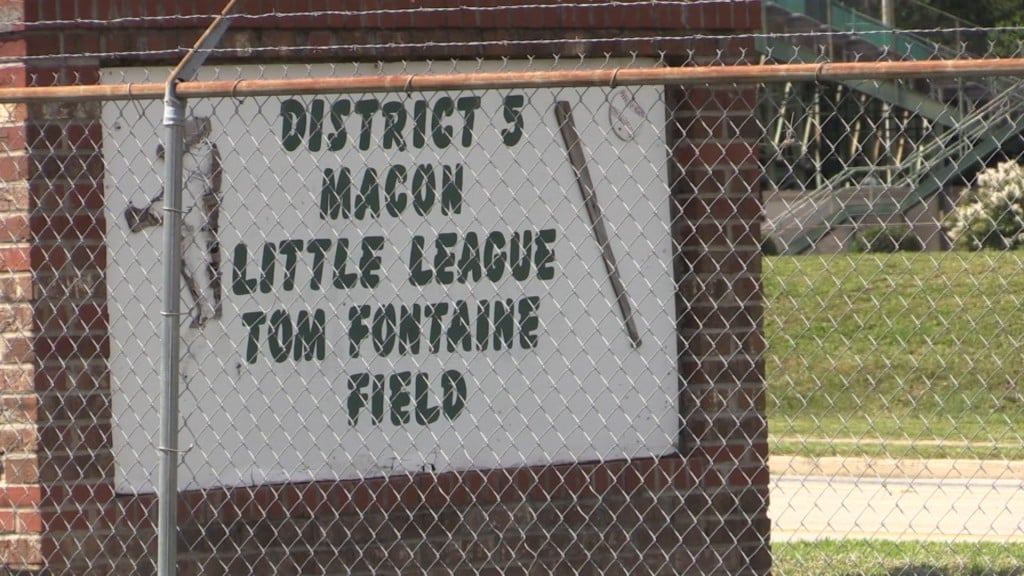 DISTRICT 5
MACON
LITTLE LEAGUE
TOM FONTAINE
FIELD